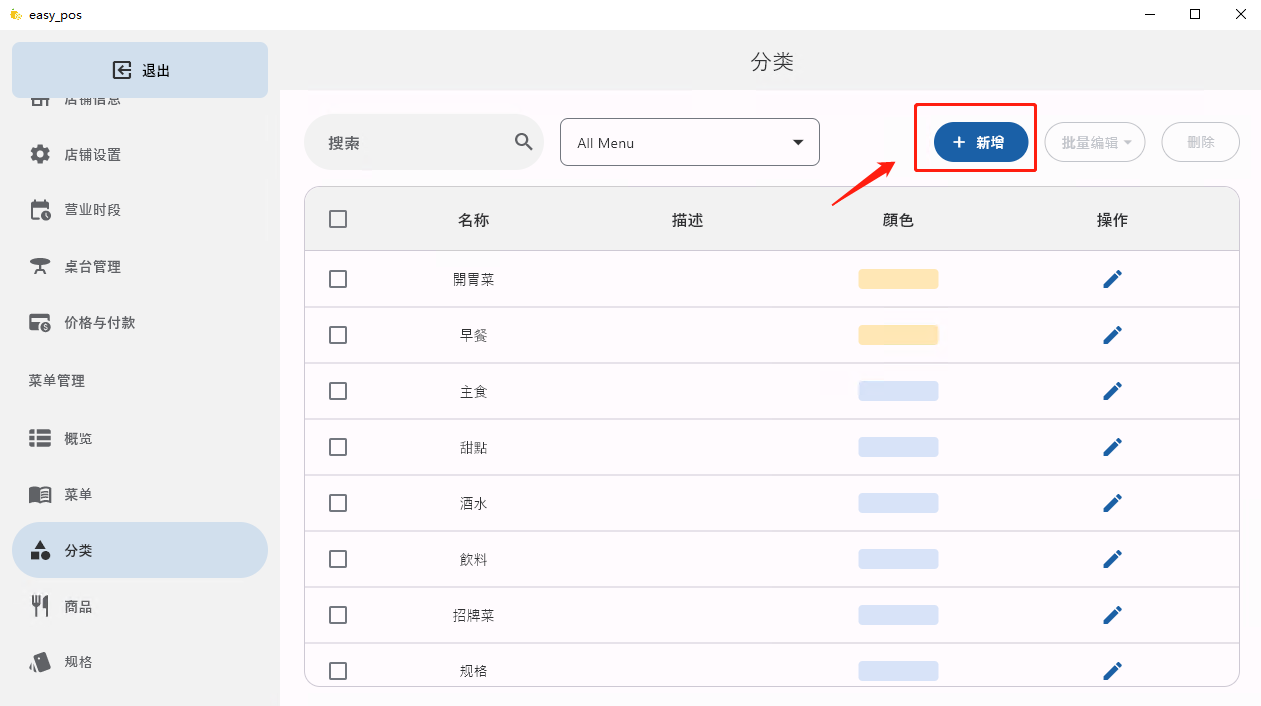 easy_pos
退出
店铺信息
店铺设置
营业时段
桌台管理
价格与付款
菜单管理
概览
菜单
分类
商品
规格
分类
搜索
All Menu
+ 新增
批量编辑
删除
名称 描述 顏色 操作
開胃菜
早餐
主食
甜點
酒水
飲料
招牌菜
规格